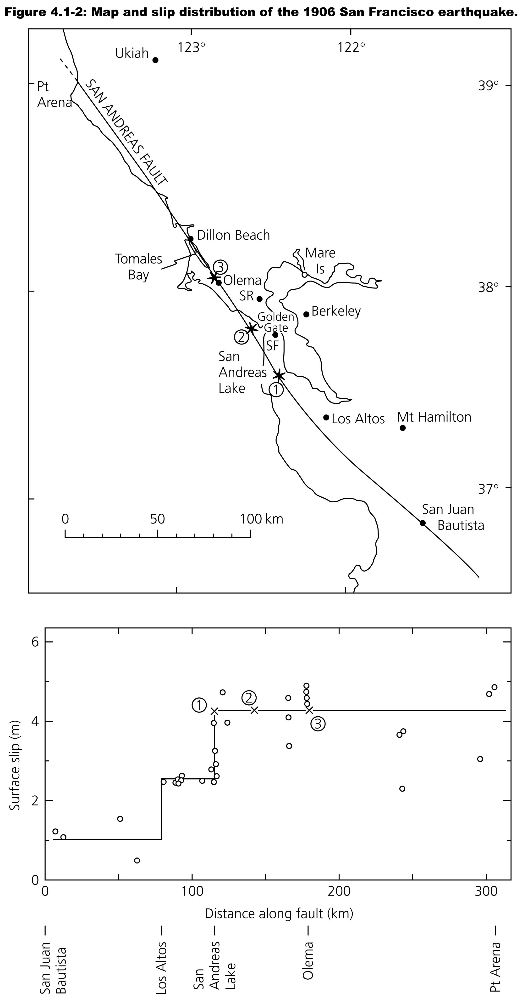 Figure 4.1-2: Map and slip distribution of the 1906 San Francisco earthquake.
123°
122°
Ukiah
39°
Pt
Arena
SAN ANDREAS FAULT
Dillon Beach
Tomales
Bay
Mare
Is
3
Olema
38°
SR
Berkeley
Golden
Gate
2
SF
San
Andreas
Lake
1
Los Altos
Mt Hamilton
37°
San Juan
Bautista
0
50
100 km
6
4
2
0
Surface slip (m)
1
2
3
0
100
200
300
Distance along fault (km)
San Juan
Bautista
Los Altos
San
Andreas
Lake
Olema
Pt Arena